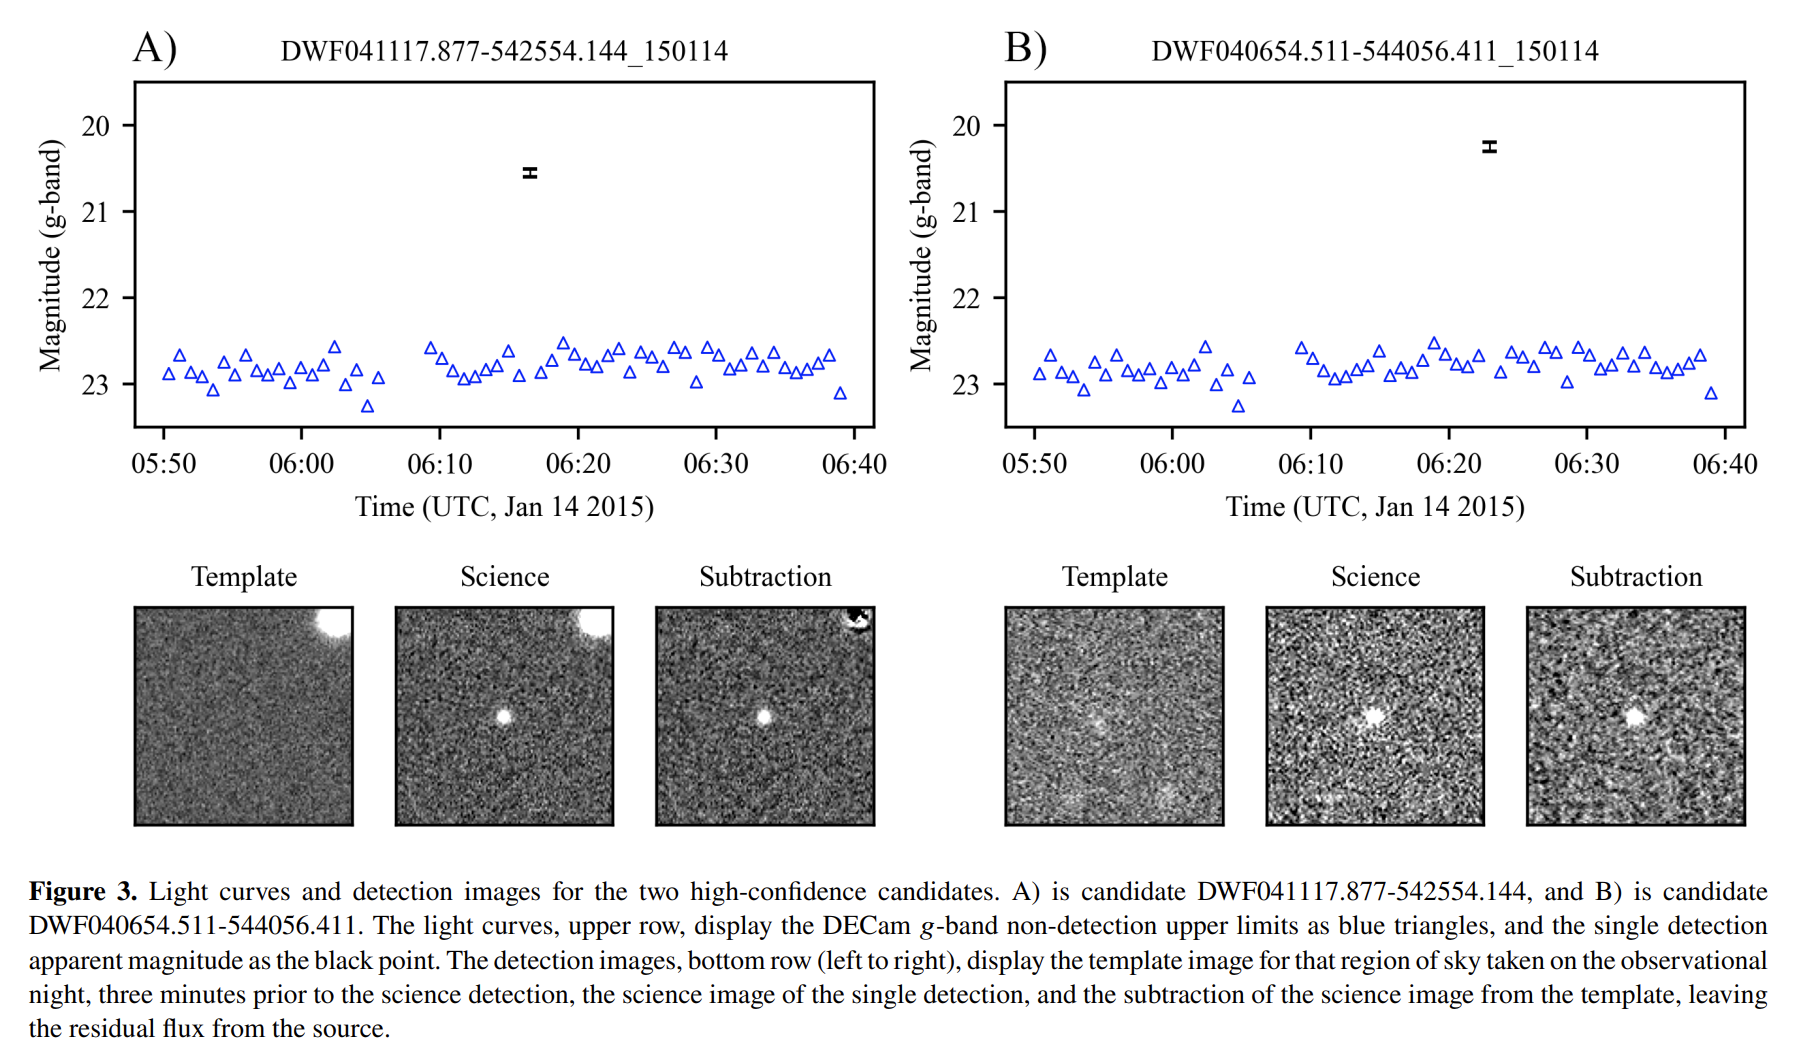 A)
DWF041117.877-542554.144_150114
Magnitude (g-band)
20
21
22
23
05:50 06:00 06:10 06:20 06:30 06:40
Time (UTC, Jan 14 2015)
Template Science Subtraction
B)
DWF040654.511-544056.411_150114
Magnitude (g-band)
20
21
22
23
05:50 06:00 06:10 06:20 06:30 06:40
Time (UTC, Jan 14 2015)
Template Science Subtraction
Figure 3. Light curves and detection images for the two high-confidence candidates. A) is candidate DWF041117.877-542554.144, and B) is candidate
DWF040654.511-544056.411. The light curves, upper row, display the DECam g-band non-detection upper limits as blue triangles, and the single detection
apparent magnitude as the black point. The detection images, bottom row (left to right), display the template image for that region of sky taken on the observational
night, three minutes prior to the science detection, the science image of the single detection, and the subtraction of the science image from the template, leaving
the residual flux from the source.